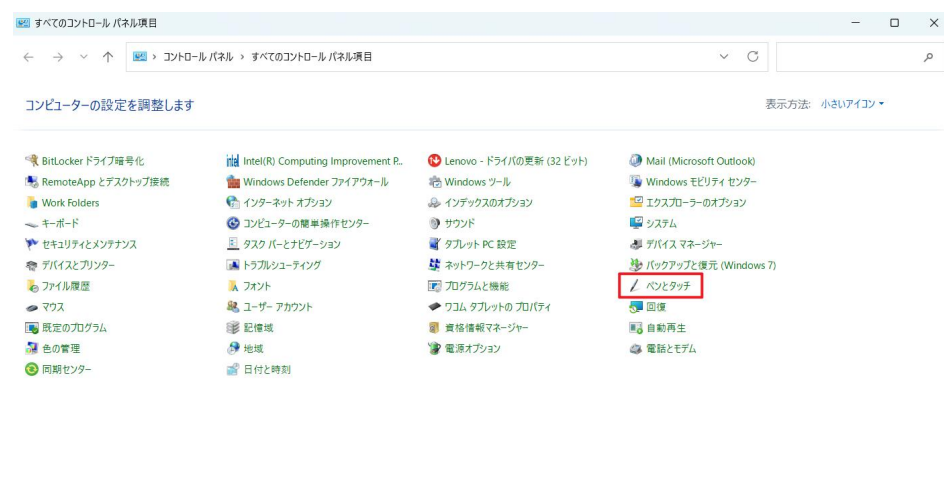 すべてのコントロール パネル項目
コントロール パネル › すべてのコントロール パネル項目
コンピューターの設定を調整します
表示方法: 小さいアイコン
BitLocker ドライブ暗号化
Intel(R) Computing Improvement P...
Lenovo - ドライバの更新 (32 ビット)
Mail (Microsoft Outlook)
RemoteApp とデスクトップ接続
Windows Defender ファイアウォール
Windows ツール
Windows モビリティ センター
Work Folders
インターネット オプション
インデックスのオプション
エクスプローラーのオプション
キーボード
コンピューターの簡単操作センター
サウンド
システム
セキュリティとメンテナンス
タスク バーとナビゲーション
タブレット PC 設定
デバイス マネージャー
デバイスとプリンター
トラブルシューティング
ネットワークと共有センター
バックアップと復元 (Windows 7)
ファイル履歴
フォント
プログラムと機能
ペンとタッチ
マウス
ユーザー アカウント
ワコム タブレットの プロパティ
回復
既定のプログラム
記憶域
資格情報マネージャー
自動再生
色の管理
地域
電源オプション
電話とモデム
同期センター
日付と時刻